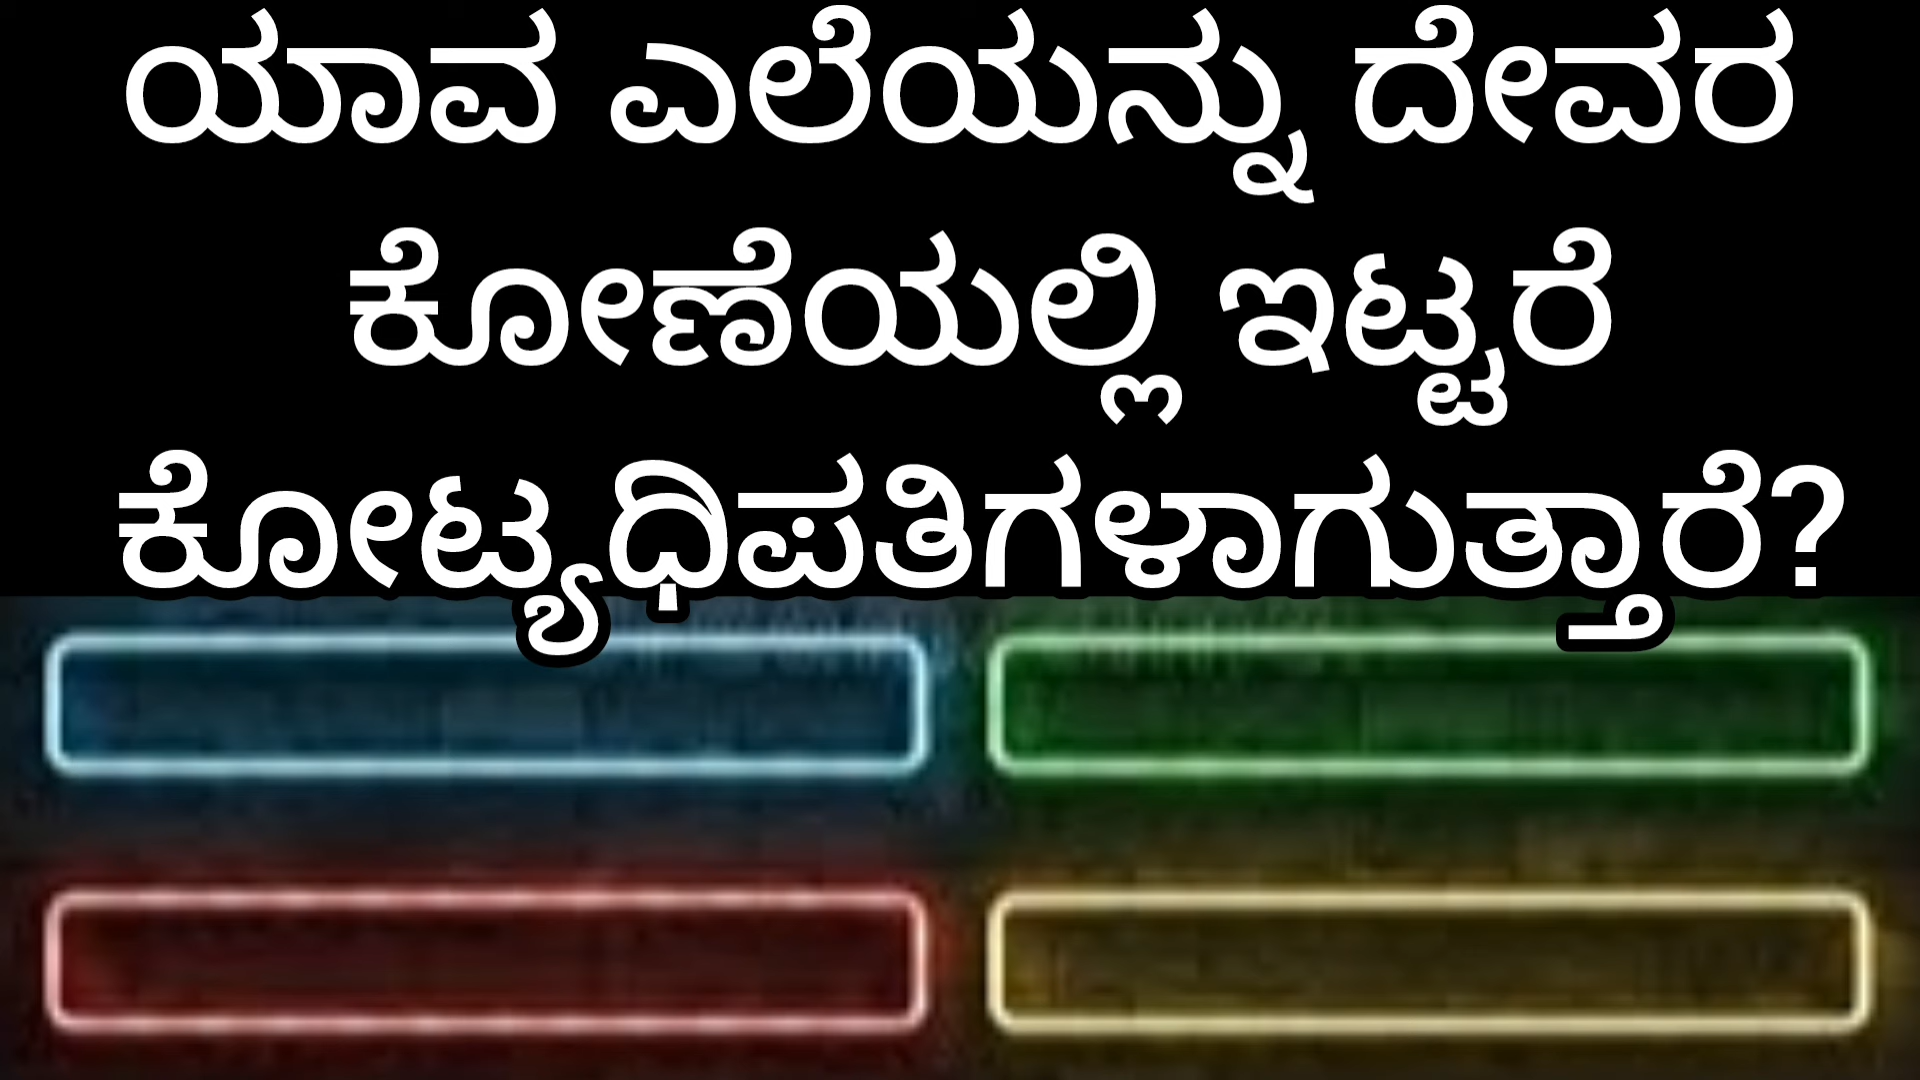 ಯಾವ ಎಲೆಯನ್ನು ದೇವರ
ಕೋಣೆಯಲ್ಲಿ ಇಟ್ಟರೆ
ಕೋಟ್ಯಧಿಪತಿಗಳಾಗುತ್ತಾರೆ?